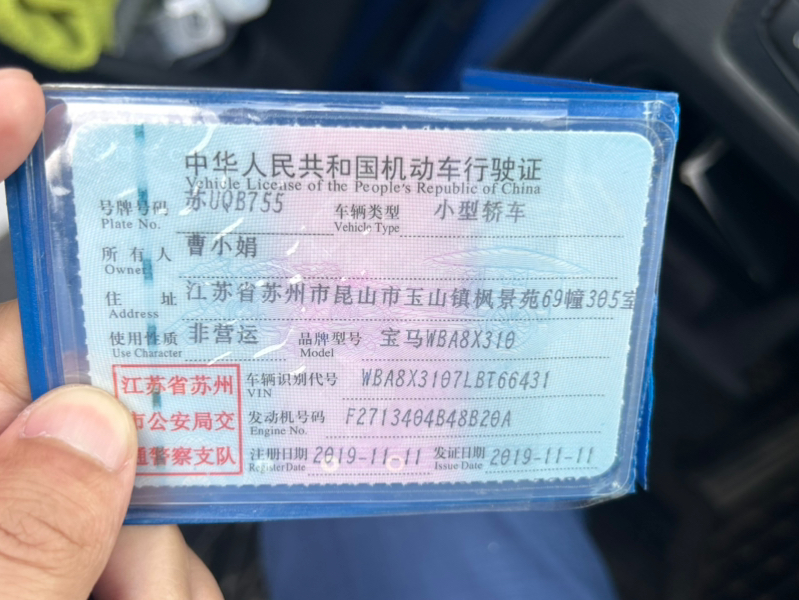 中华人民共和国机动车行驶证
Vehicle License of the People's Republic of China
号牌号码 苏UQB755 车辆类型 小型轿车
Plate No. Vehicle Type
所有人 曹小娟
Owner
住址 江苏省苏州市昆山市玉山镇枫景苑69幢305室
Address
使用性质 非营运 品牌型号 宝马WBA8X310
Use Character Model
江苏省苏州 车辆识别代号 WBA8X3107LBT66431
VIN
市公安局交 发动机号码 F2713404B48B20A
Engine No.
通警察支队 注册日期 2019-11-11 发证日期 2019-11-11
Register Date Issue Date